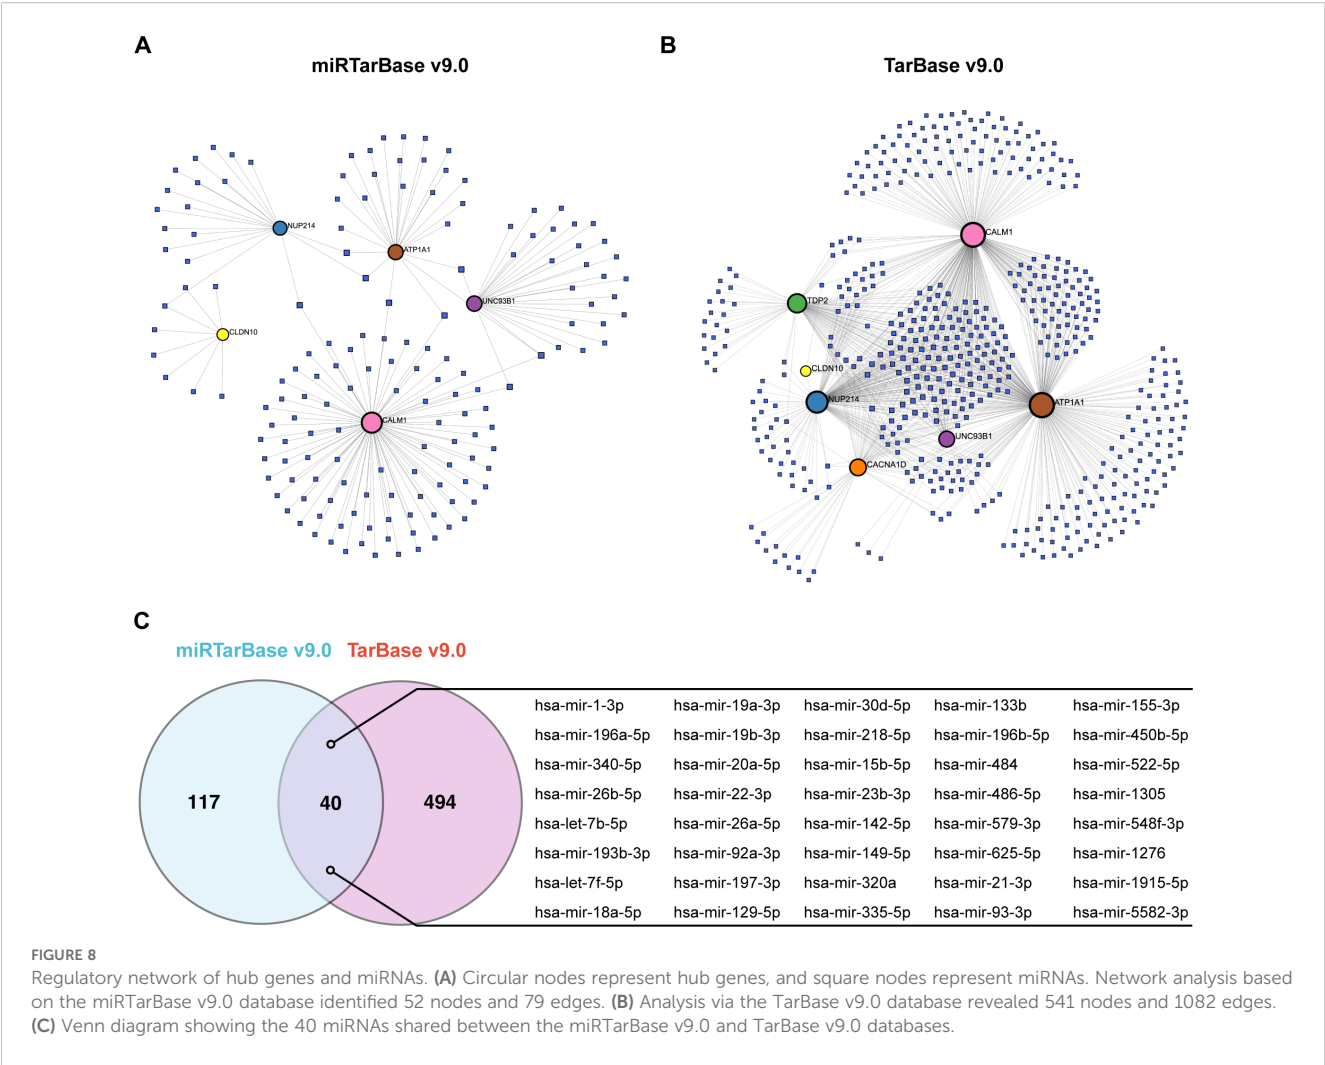 A
miRTarBase v9.0
NUP214
ATP1A1
UNC93B1
CLDN10
CALM1
B
TarBase v9.0
CALM1
TDP2
CLDN10
NUP214
ATP1A1
UNC93B1
CACNA1D
C
miRTarBase v9.0 TarBase v9.0
117 40 494
hsa-mir-1-3p hsa-mir-19a-3p hsa-mir-30d-5p hsa-mir-133b hsa-mir-155-3p
hsa-mir-196a-5p hsa-mir-19b-3p hsa-mir-218-5p hsa-mir-196b-5p hsa-mir-450b-5p
hsa-mir-340-5p hsa-mir-20a-5p hsa-mir-15b-5p hsa-mir-484 hsa-mir-522-5p
hsa-mir-26b-5p hsa-mir-22-3p hsa-mir-23b-3p hsa-mir-486-5p hsa-mir-1305
hsa-let-7b-5p hsa-mir-26a-5p hsa-mir-142-5p hsa-mir-579-3p hsa-mir-548f-3p
hsa-mir-193b-3p hsa-mir-92a-3p hsa-mir-149-5p hsa-mir-625-5p hsa-mir-1276
hsa-let-7f-5p hsa-mir-197-3p hsa-mir-320a hsa-mir-21-3p hsa-mir-1915-5p
hsa-mir-18a-5p hsa-mir-129-5p hsa-mir-335-5p hsa-mir-93-3p hsa-mir-5582-3p
FIGURE 8
Regulatory network of hub genes and miRNAs. (A) Circular nodes represent hub genes, and square nodes represent miRNAs. Network analysis based
on the miRTarBase v9.0 database identified 52 nodes and 79 edges. (B) Analysis via the TarBase v9.0 database revealed 541 nodes and 1082 edges.
(C) Venn diagram showing the 40 miRNAs shared between the miRTarBase v9.0 and TarBase v9.0 databases.